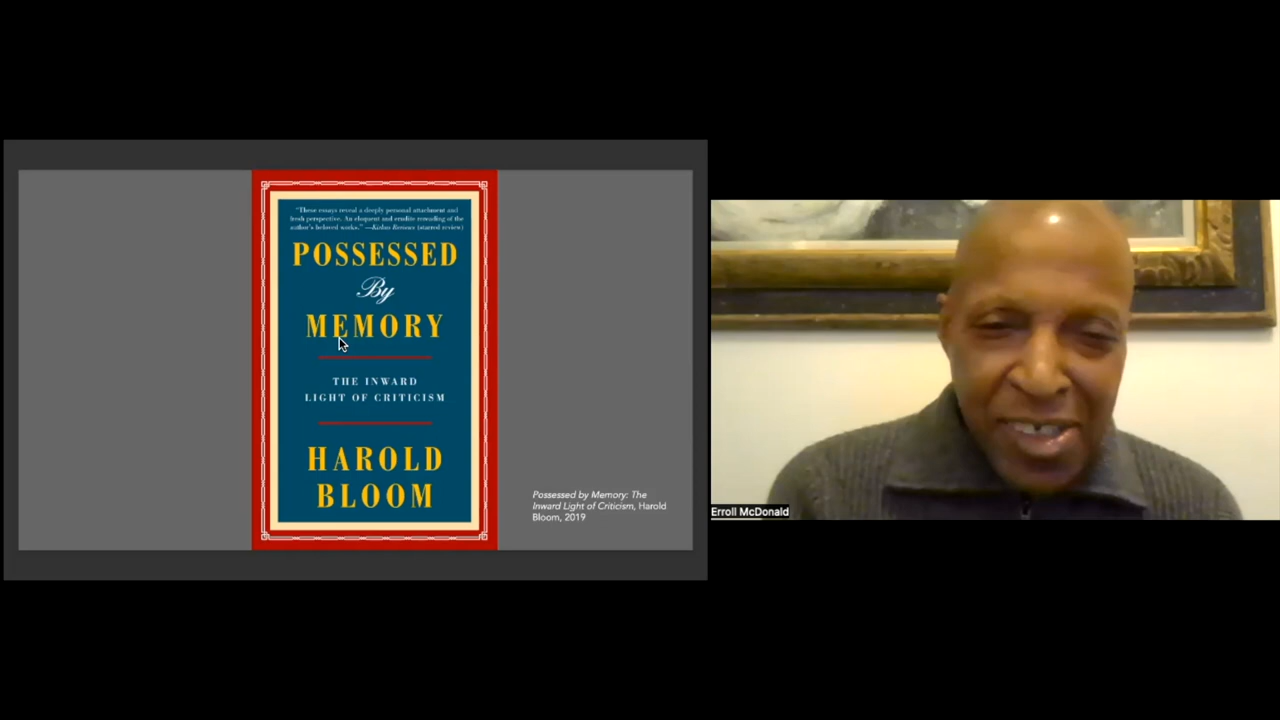 "These essays reveal a deeply personal attachment and
fresh perspective. An eloquent and erudite rereading of the
author's beloved works." —Kirkus Reviews (starred review)
POSSESSED
By
MEMORY
THE INWARD
LIGHT OF CRITICISM
HAROLD
BLOOM
Possessed by Memory: The
Inward Light of Criticism, Harold
Bloom, 2019
Erroll McDonald